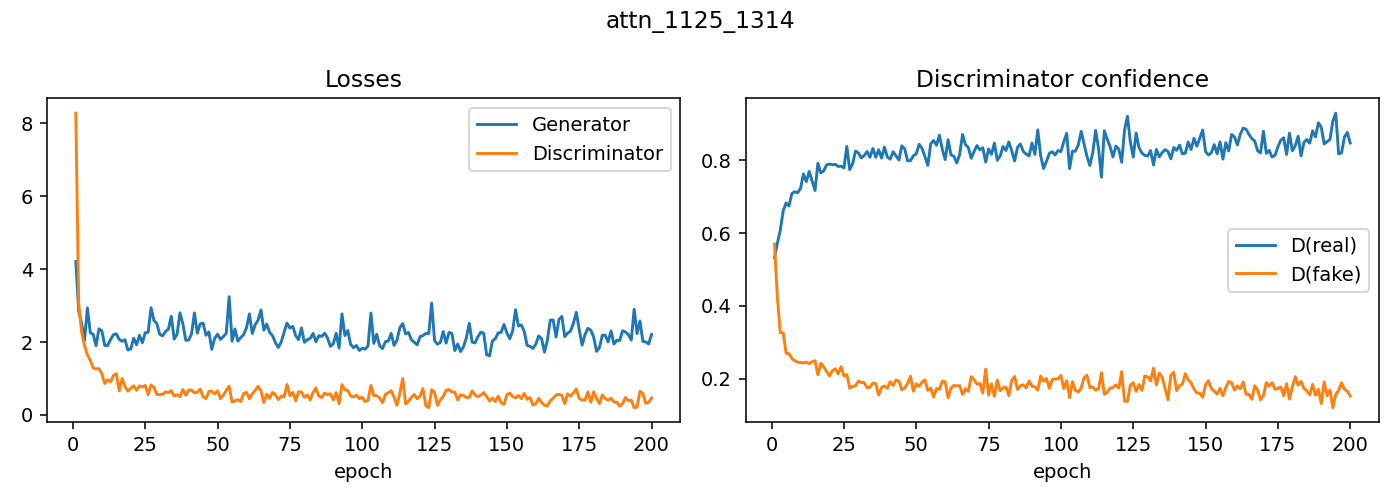 attn_1125_1314
Losses
Generator
Discriminator
8
6
4
2
0
0 25 50 75 100 125 150 175 200
epoch
Discriminator confidence
D(real)
D(fake)
0.8
0.6
0.4
0.2
0 25 50 75 100 125 150 175 200
epoch